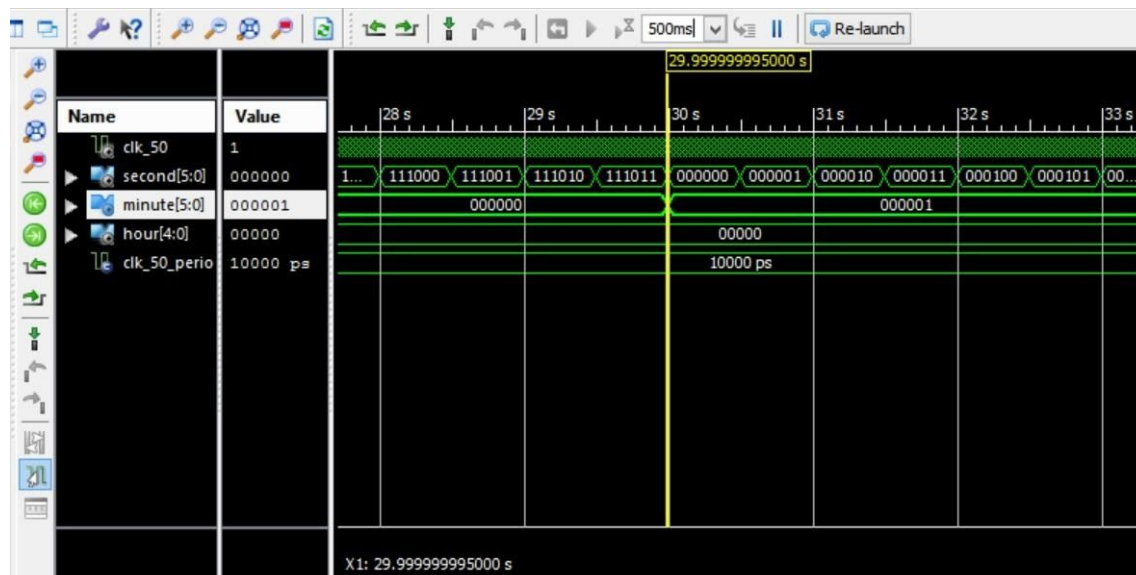 500ms Re-launch
29.999999995000 s
Name Value 28 s 29 s 30 s 31 s 32 s 33 s
clk_50 1
second[5:0] 000000 1... 111000 111001 111010 111011 000000 000001 000010 000011 000100 000101 00...
minute[5:0] 000001 000000 000001
hour[4:0] 00000 00000
clk_50_perio 10000 ps 10000 ps
X1: 29.999999995000 s